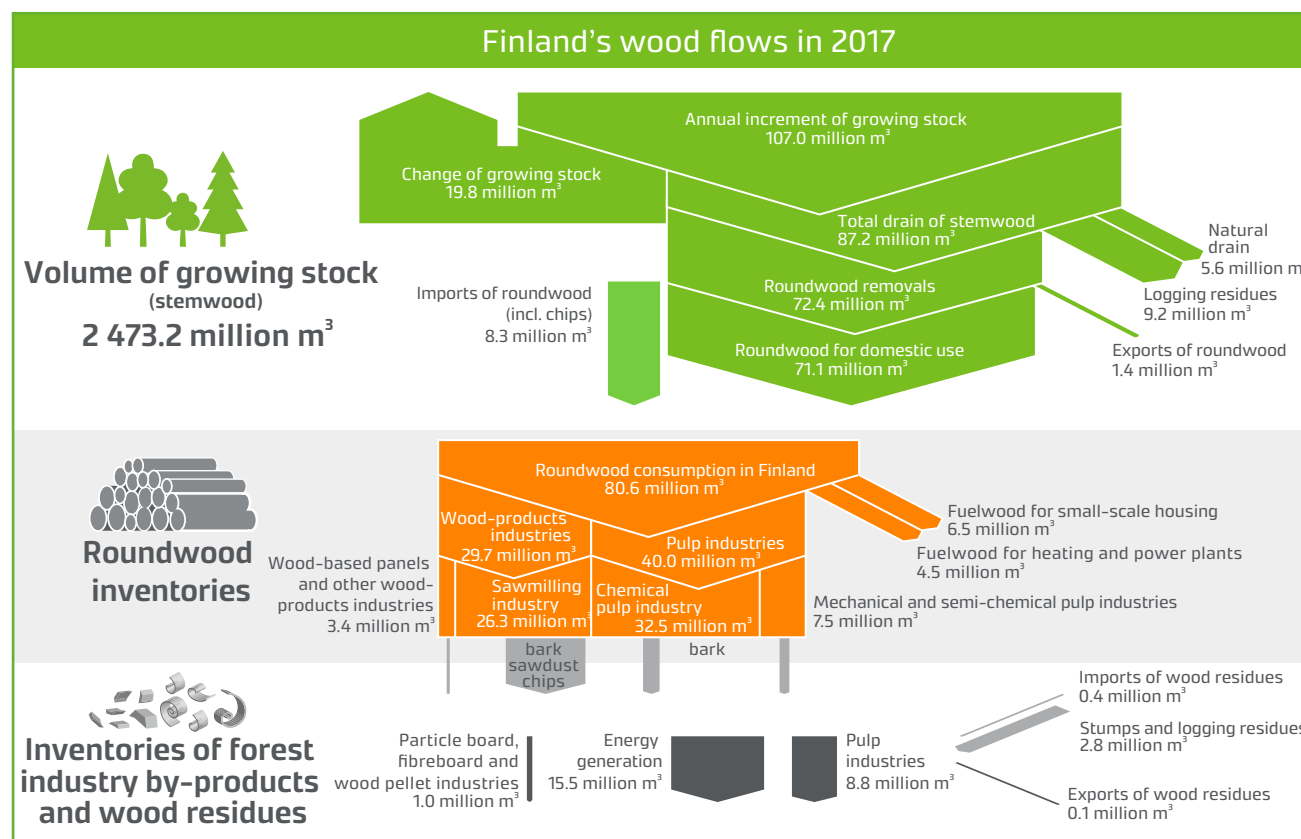 Finland’s wood flows in 2017
Annual increment of growing stock
107.0 million m³
Change of growing stock
19.8 million m³
Total drain of stemwood
87.2 million m³
Natural
drain
5.6 million m
Volume of growing stock
(stemwood)
2 473.2 million m³
Imports of roundwood
(incl. chips)
8.3 million m³
Roundwood removals
72.4 million m³
Logging residues
9.2 million m³
Roundwood for domestic use
71.1 million m³
Exports of roundwood
1.4 million m³
Roundwood consumption in Finland
80.6 million m³
Roundwood
inventories
Wood-products
industries
29.7 million m³
Pulp industries
40.0 million m³
Fuelwood for small-scale housing
6.5 million m³
Fuelwood for heating and power plants
4.5 million m³
Wood-based panels
and other wood-
products industries
3.4 million m³
Sawmilling
industry
26.3 million m³
Chemical
pulp industry
32.5 million m³
Mechanical and semi-chemical pulp industries
7.5 million m³
bark
sawdust
chips
bark
Imports of wood residues
0.4 million m³
Stumps and logging residues
2.8 million m³
Inventories of forest
industry by-products
and wood residues
Particle board,
fibreboard and
wood pellet industries
1.0 million m³
Energy
generation
15.5 million m³
Pulp
industries
8.8 million m³
Exports of wood residues
0.1 million m³